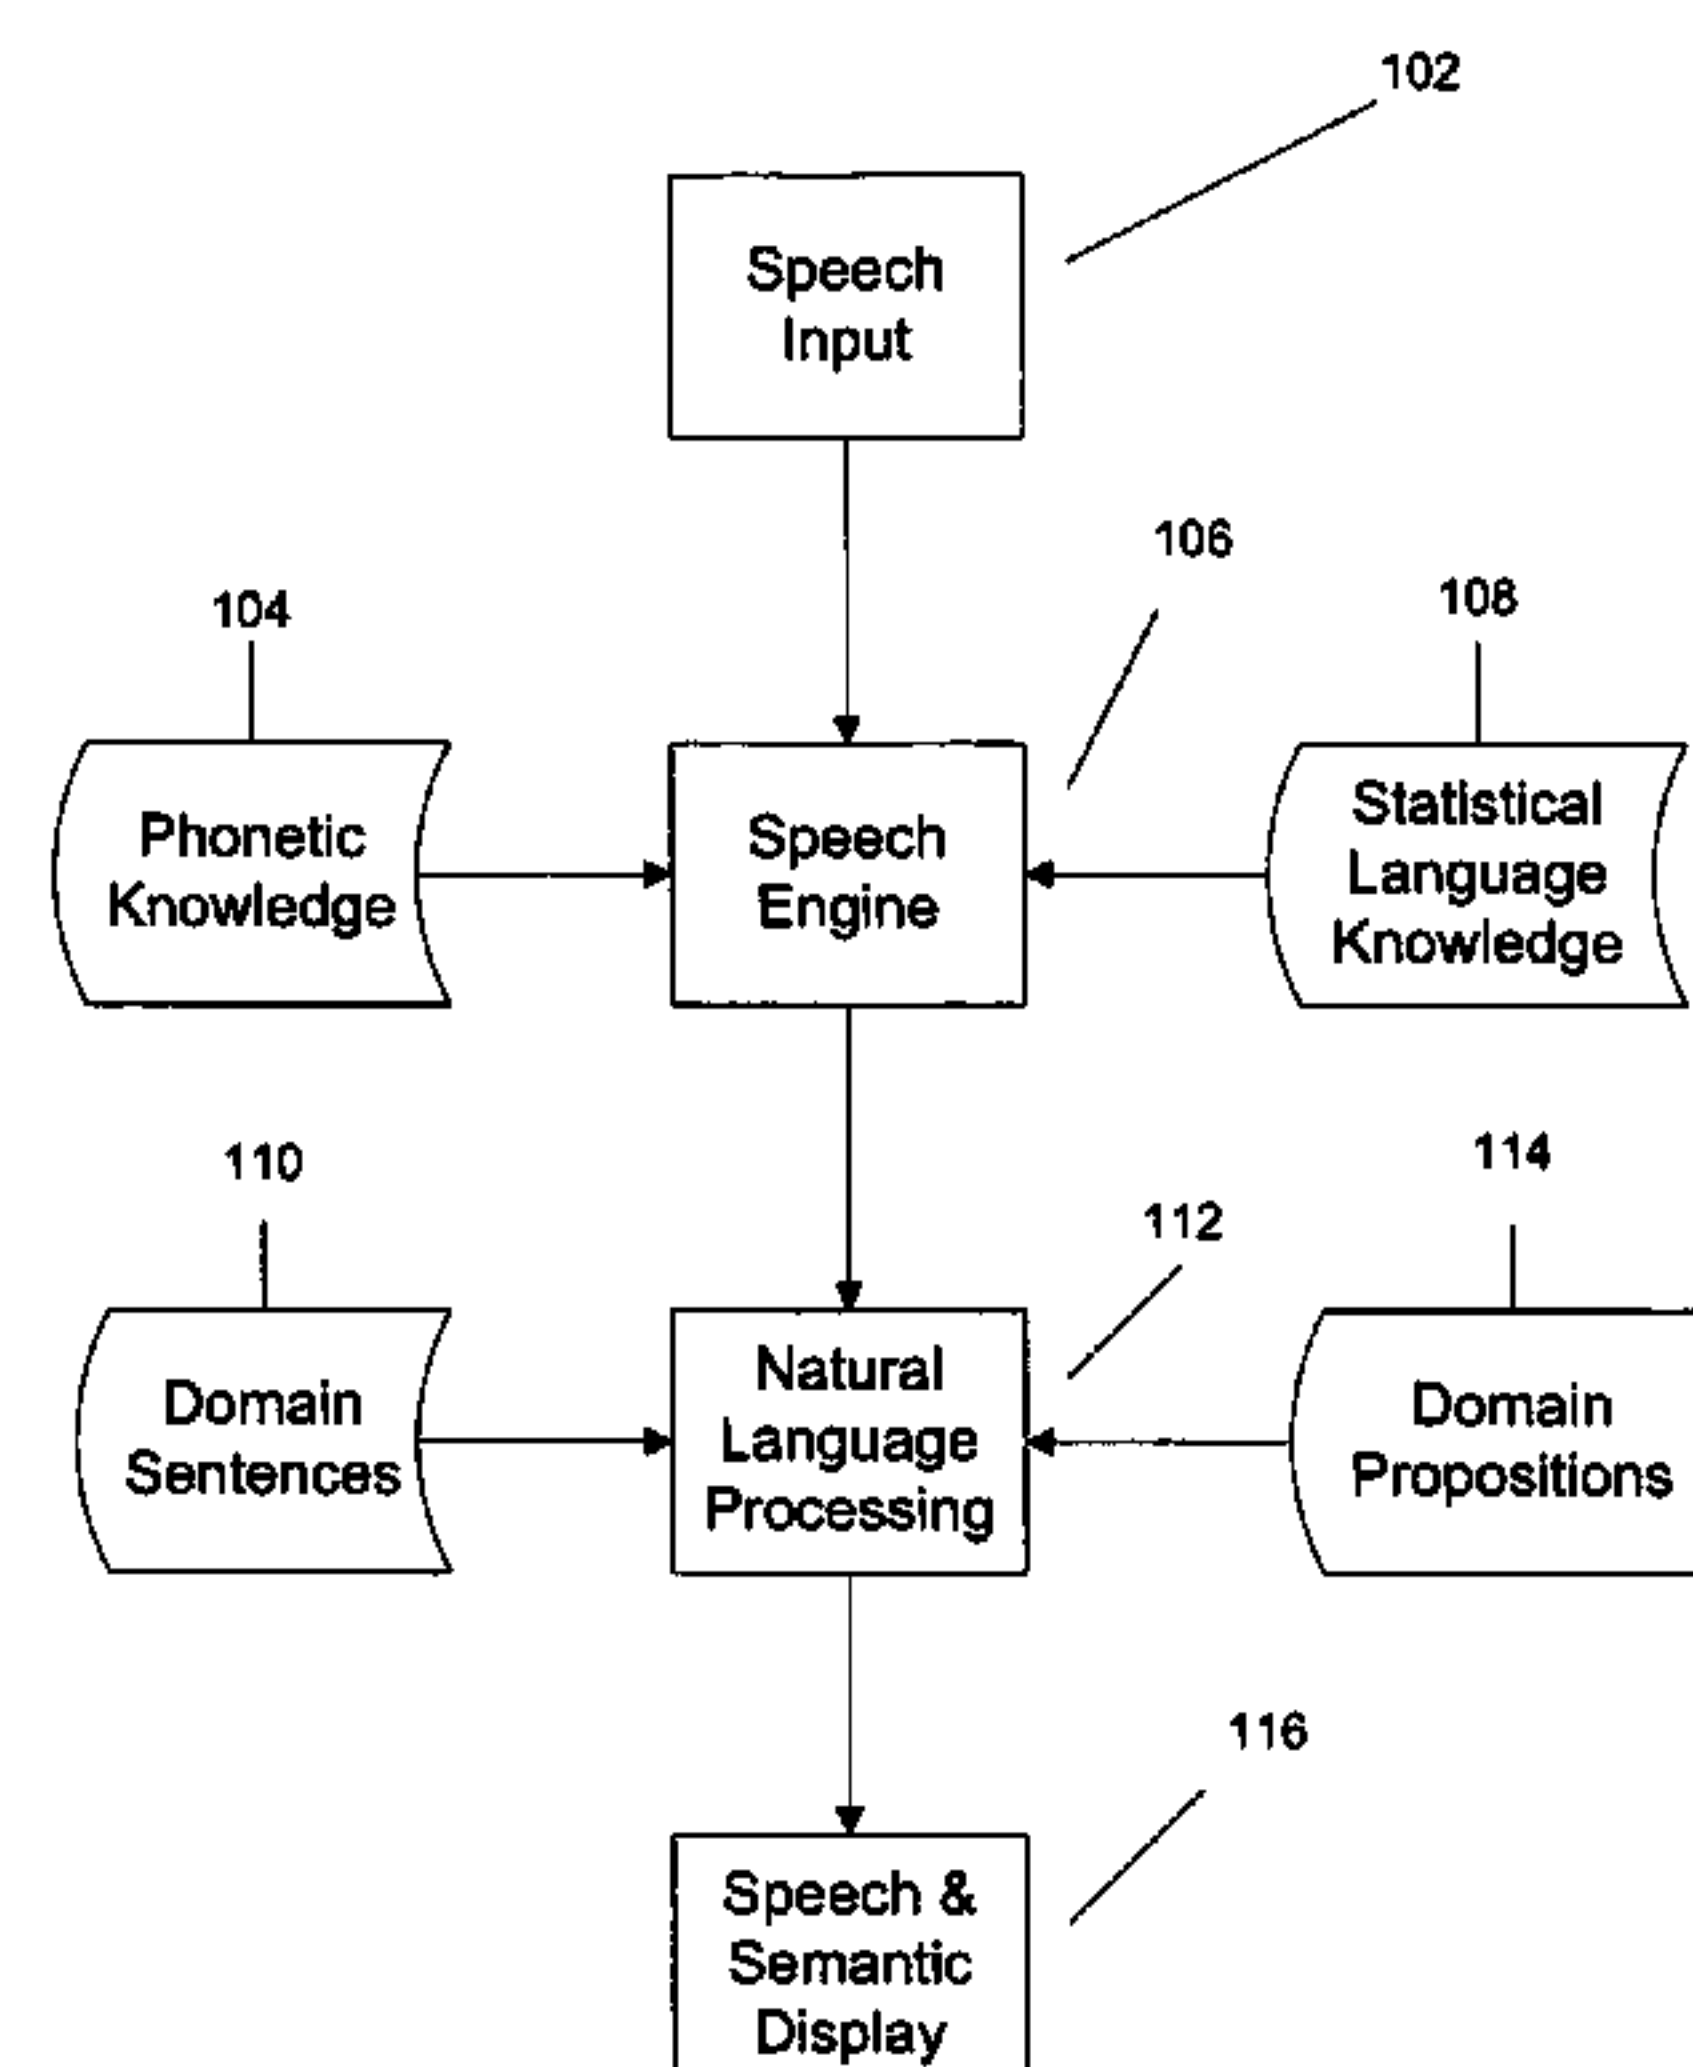 102
Speech
Input
106
104
108
Phonetic
Knowledge
Speech
Engine
Statistical
Language
Knowledge
110
114
112
Domain
Sentences
Natural
Language
Processing
Domain
Propositions
116
Speech &
Semantic
Display